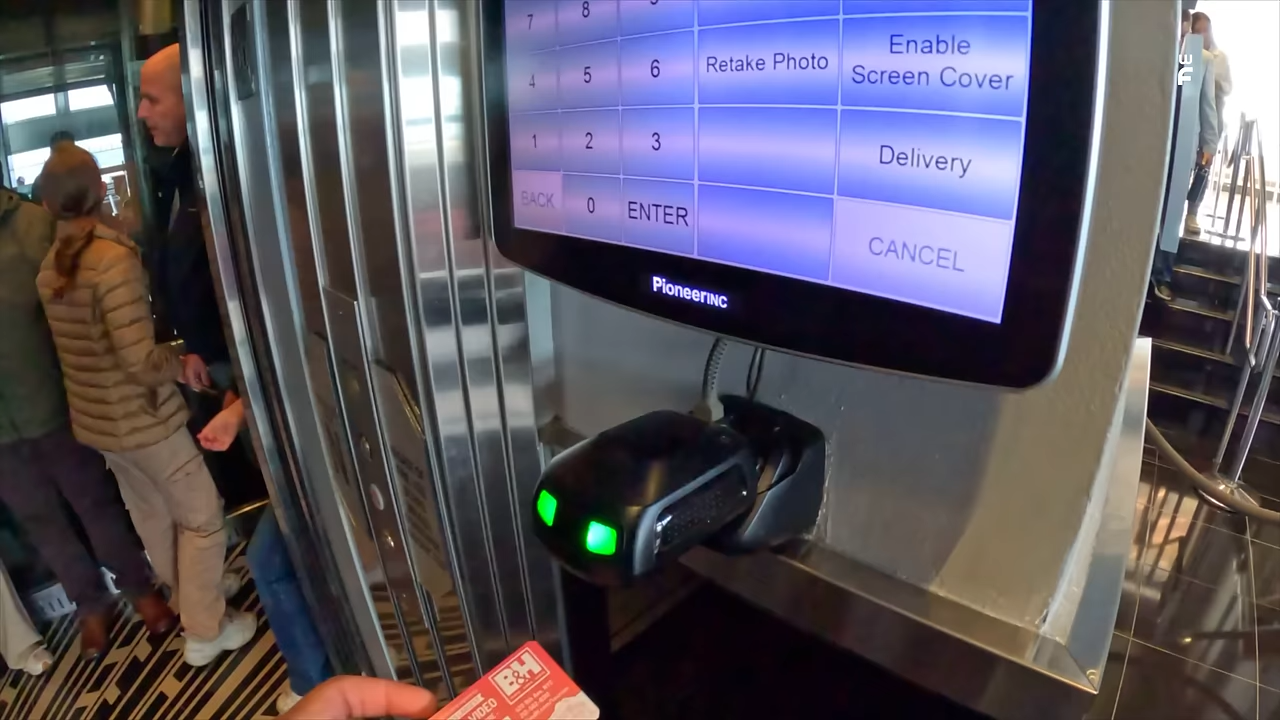 7 8
4 5 6 Retake Photo Enable
Screen Cover
1 2 3 Delivery
BACK 0 ENTER CANCEL
PioneerINC
B&H
VIDEO